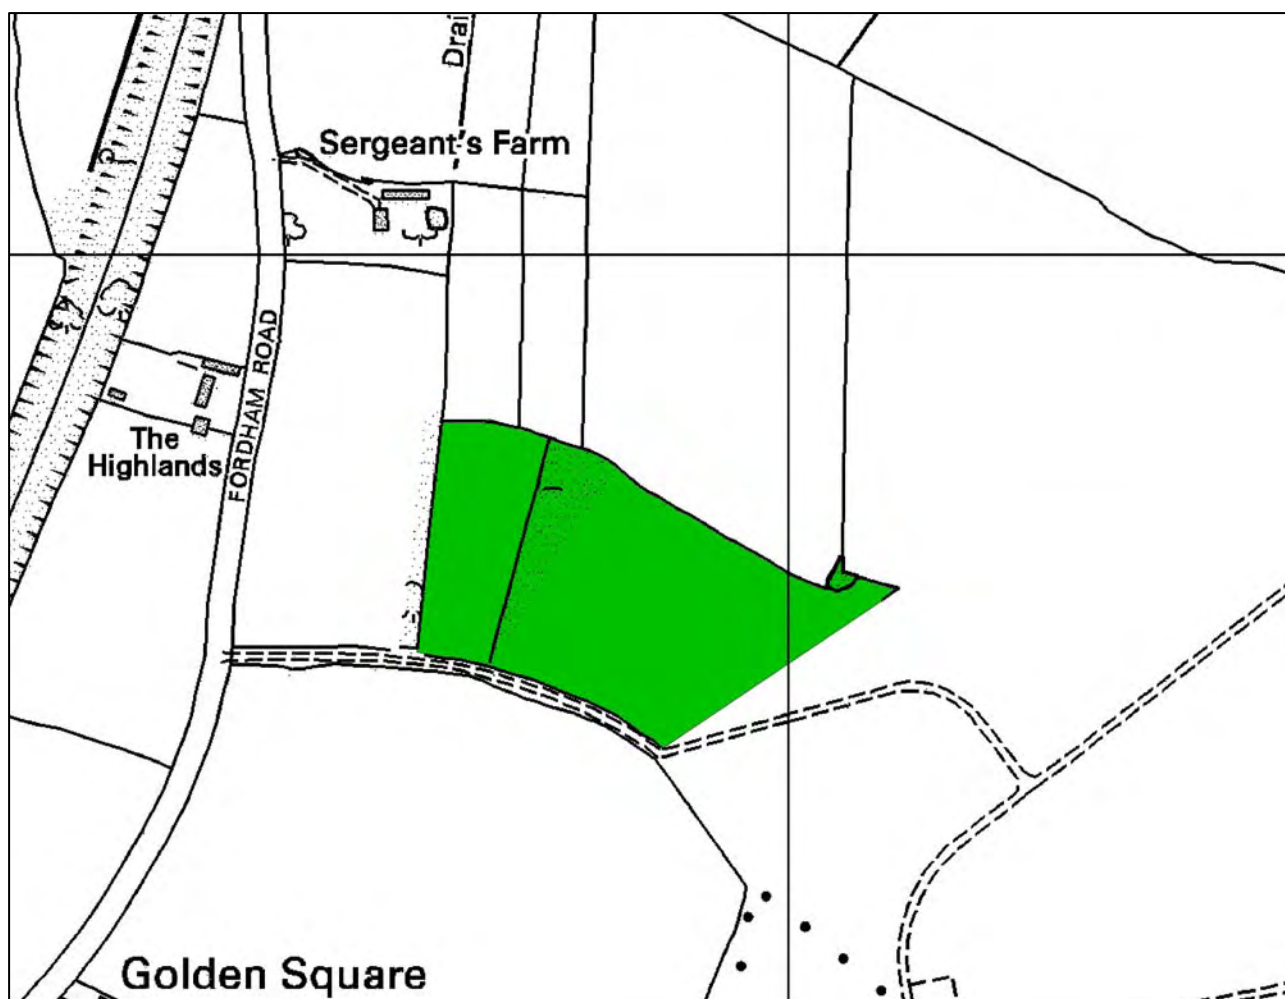 Drai
Sergeant's Farm
FORDHAM ROAD
The
Highlands
Golden Square